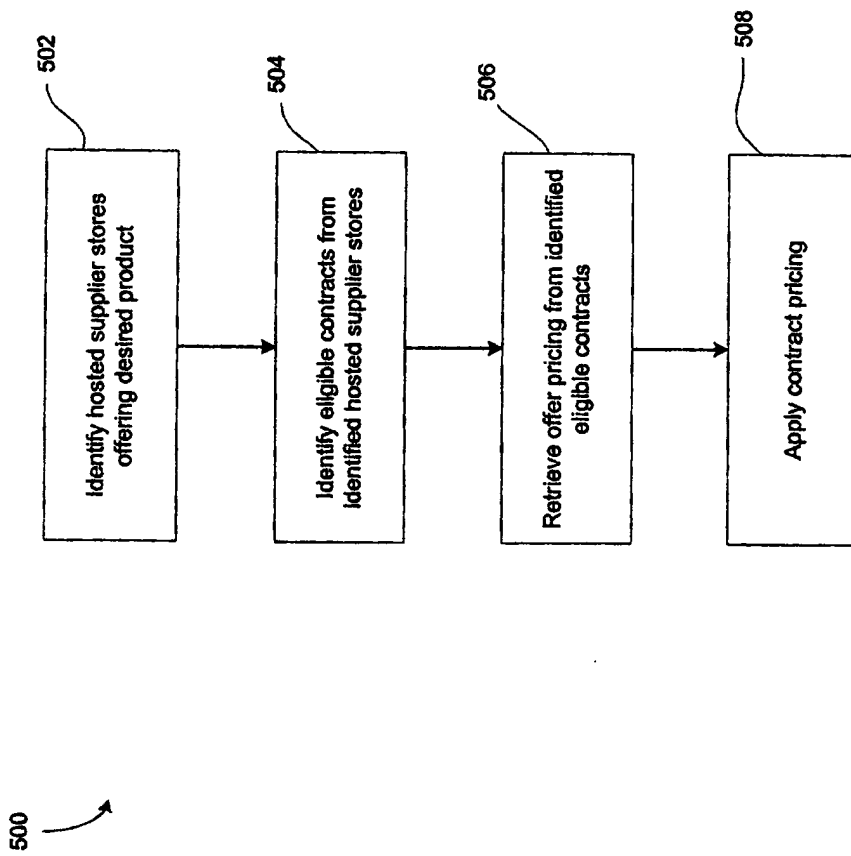 500
502
Identify hosted supplier stores
offering desired product
504
Identify eligible contracts from
identified hosted supplier stores
506
Retrieve offer pricing from identified
eligible contracts
508
Apply contract pricing